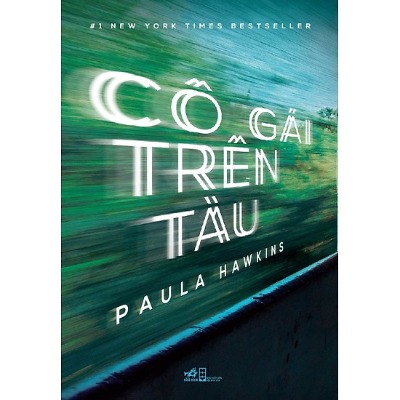 #1 NEW YORK TIMES BESTSELLER
CÔ GÁI
TRÊN
TÀU
PAULA HAWKINS